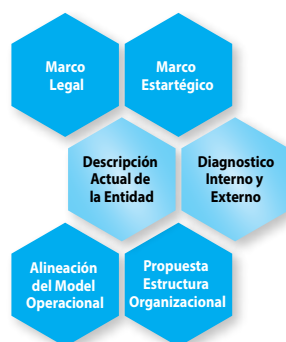 Marco
Legal
Marco
Estartégico
Descripción
Actual de
la Entidad
Diagnostico
Interno y
Externo
Alineación
del Model
Operacional
Propuesta
Estructura
Organizacional